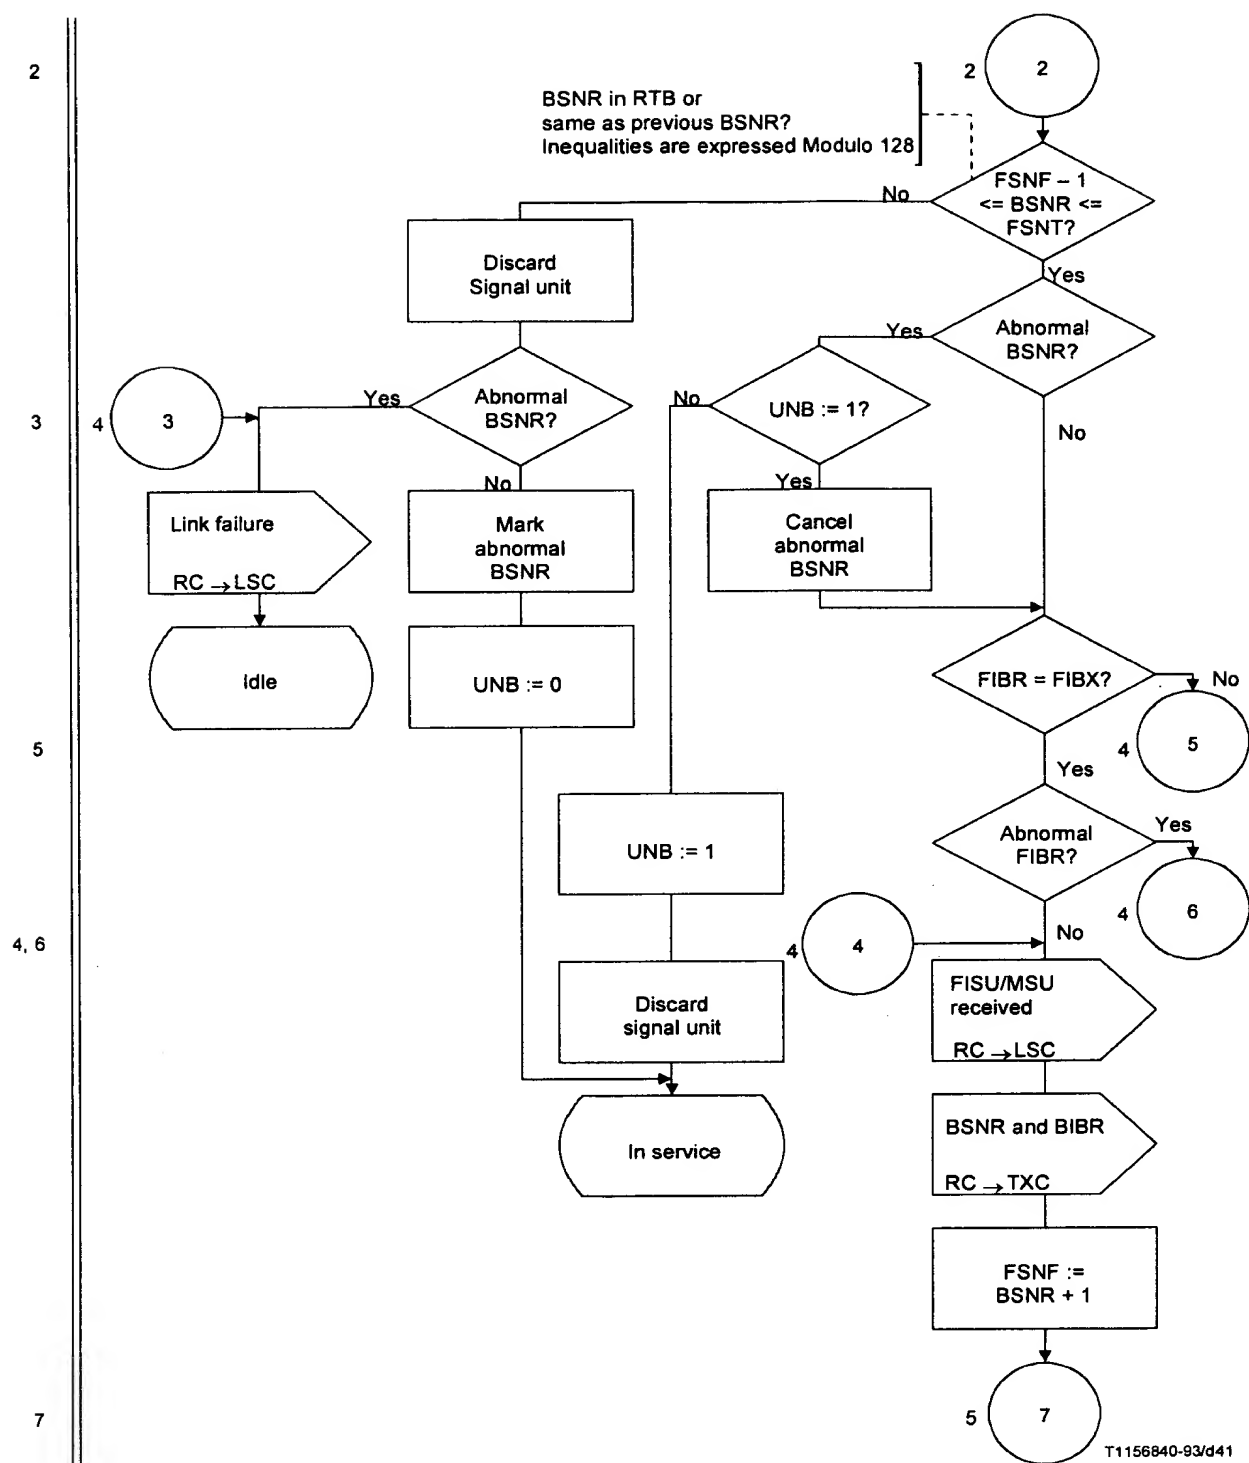 2
2
2
BSNR in RTB or
same as previous BSNR?
Inequalities are expressed Modulo 128
FSNF – 1
<= BSNR <=
FSNT?
No
Yes
Discard
Signal unit
Abnormal
BSNR?
Yes
No
3
4
3
Yes
Abnormal
BSNR?
No
No
UNB := 1?
Yes
Link failure
RC → LSC
Mark
abnormal
BSNR
Cancel
abnormal
BSNR
Idle
UNB := 0
FIBR = FIBX?
No
Yes
5
4
5
UNB := 1
Abnormal
FIBR?
Yes
No
4
6
4, 6
4
4
Discard
signal unit
FISU/MSU
received
RC → LSC
In service
BSNR and BIBR
RC → TXC
FSNF :=
BSNR + 1
7
5
7
T1156840-93/d41